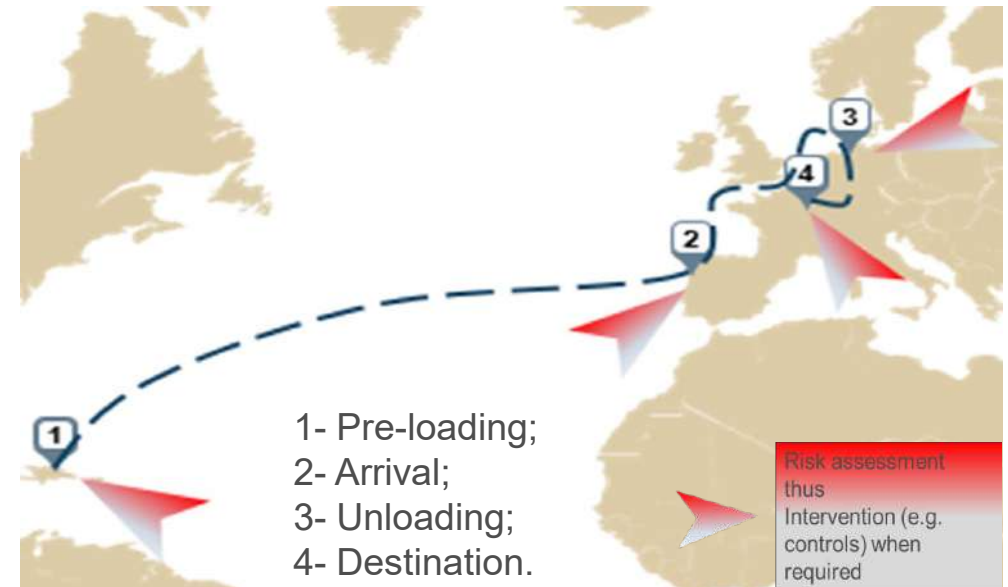 3
4
2
1
1- Pre-loading;
2- Arrival;
3- Unloading;
4- Destination.
Risk assessment
thus
Intervention (e.g.
controls) when
required